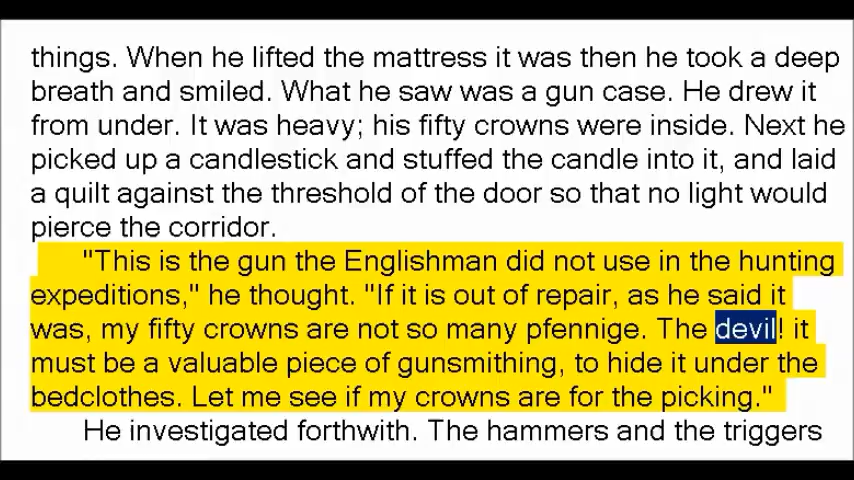 things. When he lifted the mattress it was then he took a deep
breath and smiled. What he saw was a gun case. He drew it
from under. It was heavy; his fifty crowns were inside. Next he
picked up a candlestick and stuffed the candle into it, and laid
a quilt against the threshold of the door so that no light would
pierce the corridor.
"This is the gun the Englishman did not use in the hunting
expeditions," he thought. "If it is out of repair, as he said it
was, my fifty crowns are not so many pfennige. The devil! it
must be a valuable piece of gunsmithing, to hide it under the
bedclothes. Let me see if my crowns are for the picking."
He investigated forthwith. The hammers and the triggers